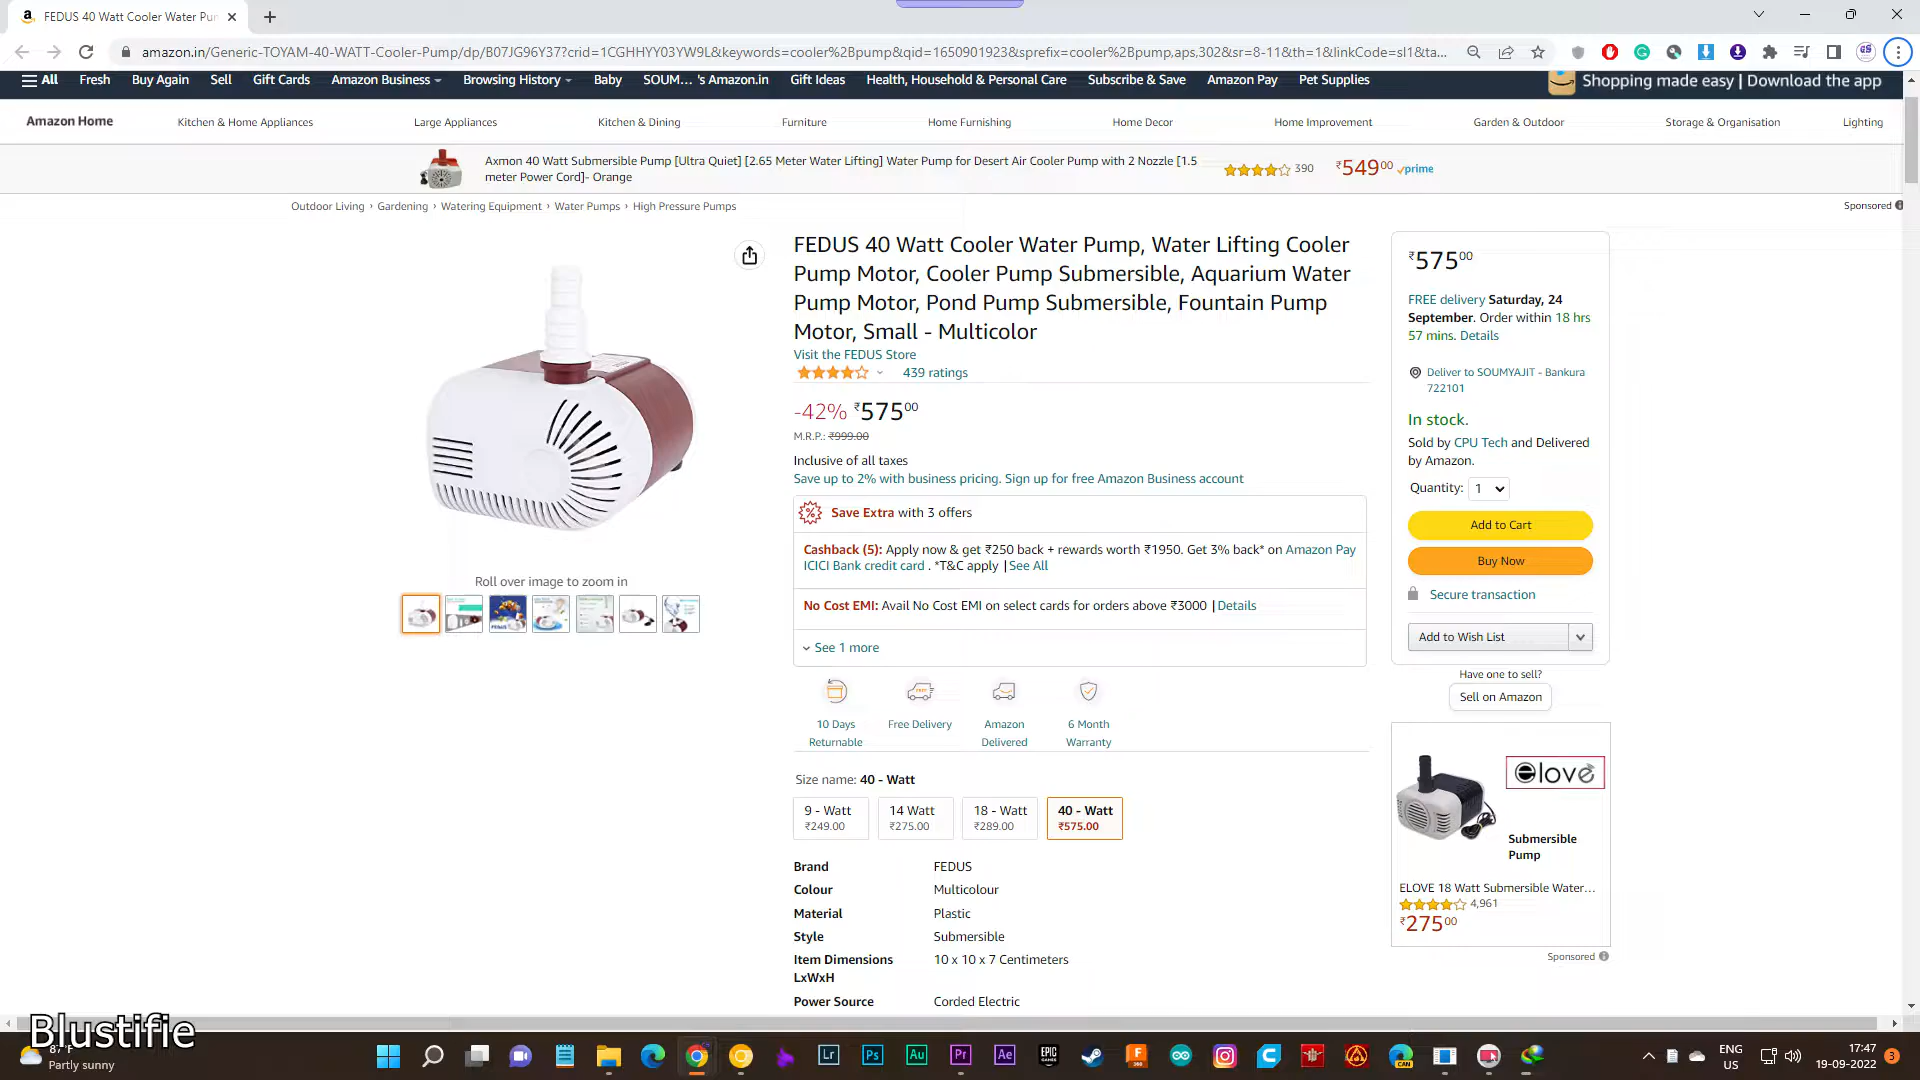 FEDUS 40 Watt Cooler Water Pum
amazon.in/Generic-TOYAM-40-WATT-Cooler-Pump/dp/B07JG96Y37?crid=1CGHHYY03YW9L&keywords=cooler%2Bpump&qid=1650901923&sprefix=cooler%2Bpump,aps,302&sr=8-11&th=1&linkCode=sl1&ta...
All Fresh Buy Again Sell Gift Cards Amazon Business Browsing History Baby SOUM... 's Amazon.in Gift Ideas Health, Household & Personal Care Subscribe & Save Amazon Pay Pet Supplies Shopping made easy | Download the app
Amazon Home Kitchen & Home Appliances Large Appliances Kitchen & Dining Furniture Home Furnishing Home Decor Home Improvement Garden & Outdoor Storage & Organisation Lighting
Axmon 40 Watt Submersible Pump [Ultra Quiet] [2.65 Meter Water Lifting] Water Pump for Desert Air Cooler Pump with 2 Nozzle [1.5
meter Power Cord]- Orange
390 ₹54900 prime
Outdoor Living › Gardening › Watering Equipment › Water Pumps › High Pressure Pumps
Sponsored
Roll over image to zoom in
FEDUS 40 Watt Cooler Water Pump, Water Lifting Cooler
Pump Motor, Cooler Pump Submersible, Aquarium Water
Pump Motor, Pond Pump Submersible, Fountain Pump
Motor, Small - Multicolor
Visit the FEDUS Store
439 ratings
-42% ₹57500
M.R.P.: ₹999.00
Inclusive of all taxes
Save up to 2% with business pricing. Sign up for free Amazon Business account
Save Extra with 3 offers
Cashback (5): Apply now & get ₹250 back + rewards worth ₹1950. Get 3% back* on Amazon Pay
ICICI Bank credit card . *T&C apply | See All
No Cost EMI: Avail No Cost EMI on select cards for orders above ₹3000 | Details
See 1 more
10 Days
Returnable
Free Delivery
Amazon
Delivered
6 Month
Warranty
Size name: 40 - Watt
9 - Watt
₹249.00
14 Watt
₹275.00
18 - Watt
₹289.00
40 - Watt
₹575.00
Brand FEDUS
Colour Multicolour
Material Plastic
Style Submersible
Item Dimensions 10 x 10 x 7 Centimeters
LxWxH
Power Source Corded Electric
₹57500
FREE delivery Saturday, 24
September. Order within 18 hrs
57 mins. Details
Deliver to SOUMYAJIT - Bankura
722101
In stock.
Sold by CPU Tech and Delivered
by Amazon.
Quantity: 1
Add to Cart
Buy Now
Secure transaction
Add to Wish List
Have one to sell?
Sell on Amazon
elove
Submersible
Pump
ELOVE 18 Watt Submersible Water...
4,961
₹27500
Sponsored
Blustifie
87°F
Partly sunny
Lr Ps Au Pr Ae EPIC GAMES
ENG
US
17:47
19-09-2022
3